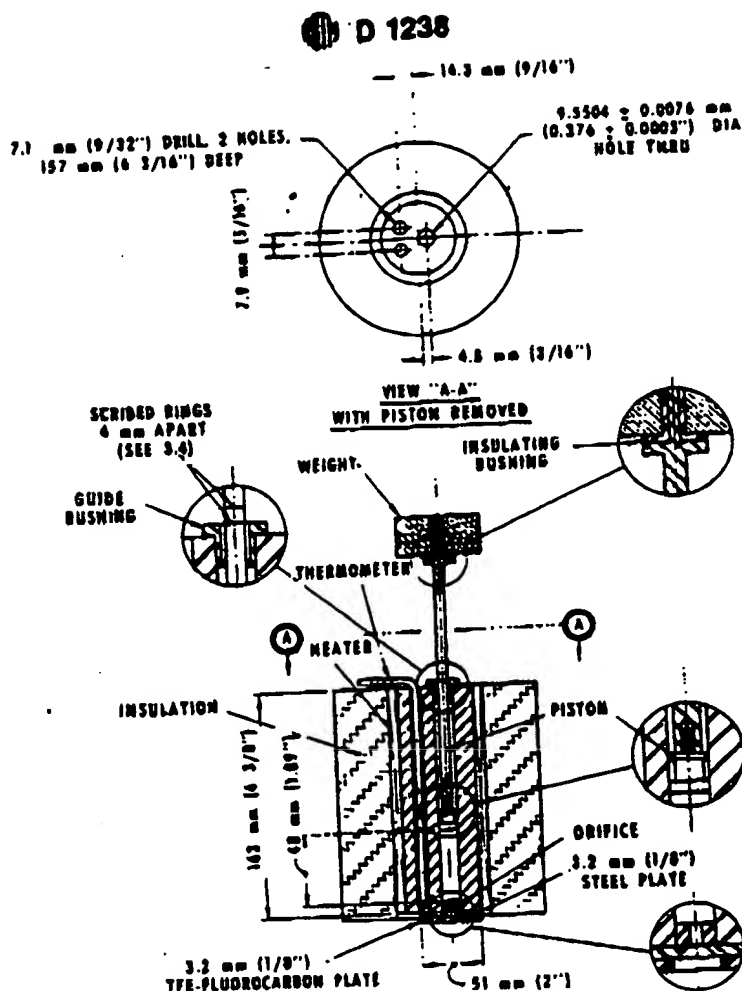 D 1238
14.3 mm (9/16")
9.5504 ± 0.0076 mm
(0.376 ± 0.0003") DIA
HOLE THRU
7.1 mm (9/32") DRILL. 2 HOLES.
157 mm (6 3/16") DEEP
7.9 mm (5/16")
4.8 mm (3/16")
VIEW "A-A"
WITH PISTON REMOVED
SCRIBED RINGS
4 mm APART
(SEE 3.4)
INSULATING
BUSHING
WEIGHT.
GUIDE
BUSHING
THERMOMETER
A
A
HEATER
INSULATION
PISTON
162 mm (6 3/8")
48 mm (1.89")
ORIFICE
3.2 mm (1/8")
STEEL PLATE
3.2 mm (1/8")
TFE-FLUOROCARBON PLATE
51 mm (2")